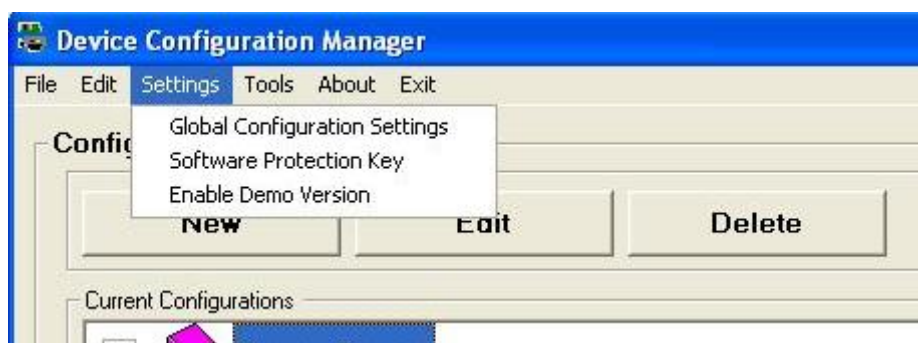 Device Configuration Manager
File Edit Settings Tools About Exit
Global Configuration Settings
Software Protection Key
Enable Demo Version
New Edit Delete
Current Configurations